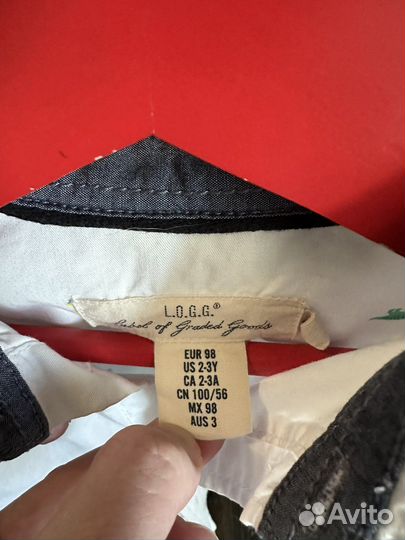 L.O.G.G.®
Label of Graded Goods
EUR 98
US 2-3Y
CA 2-3A
CN 100/56
MX 98
AUS 3
Avito